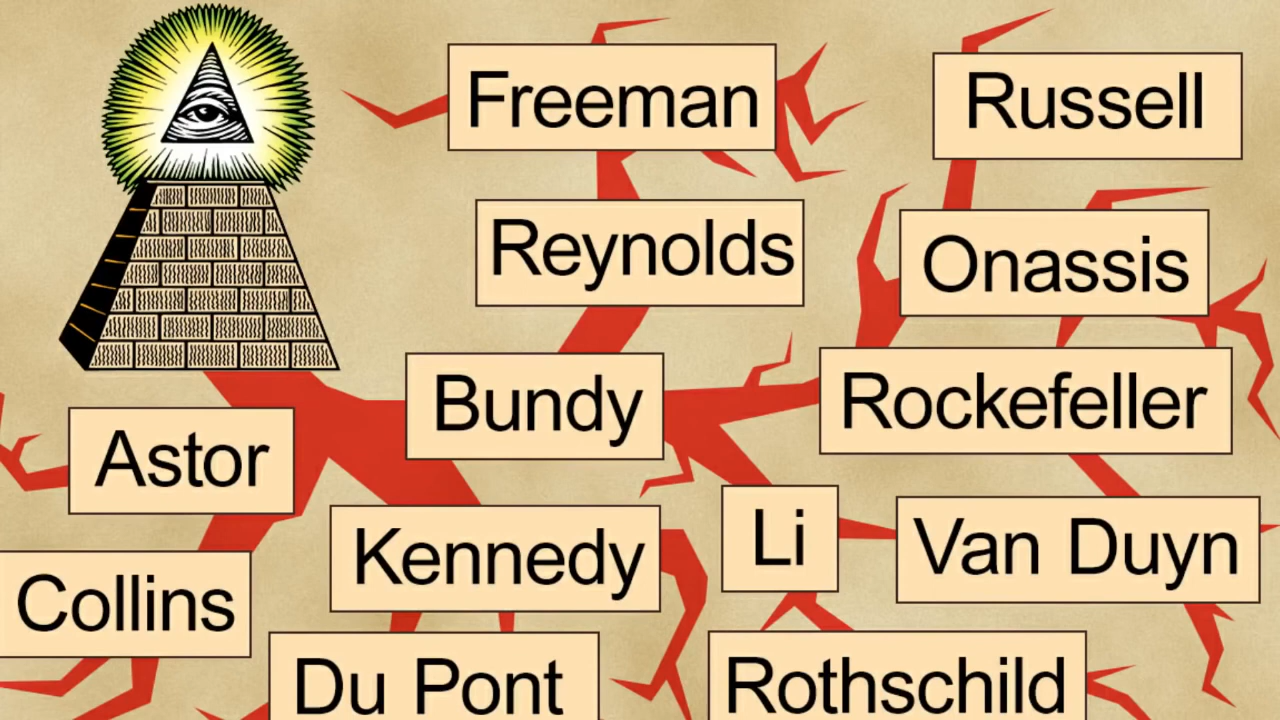 Freeman
Russell
Reynolds
Onassis
Bundy
Rockefeller
Astor
Kennedy
Li
Van Duyn
Collins
Du Pont
Rothschild